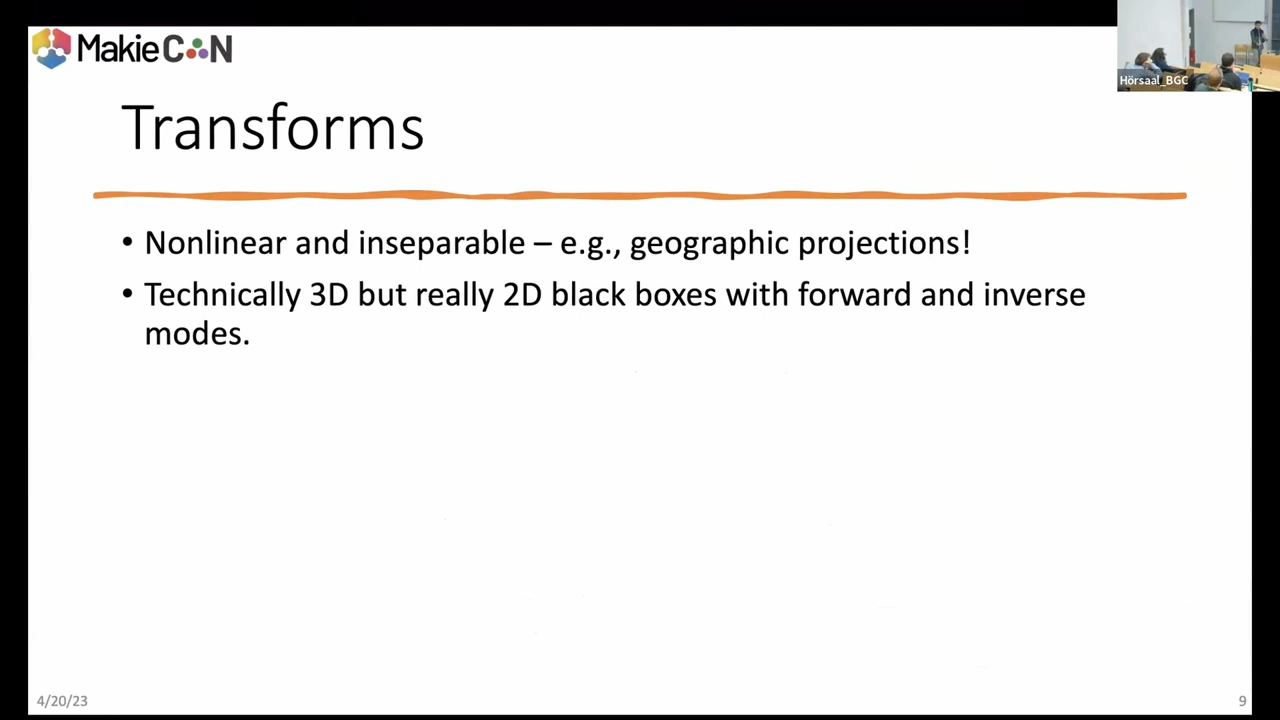 MakieCON
Hörsaal_BGC
Transforms
• Nonlinear and inseparable – e.g., geographic projections!
• Technically 3D but really 2D black boxes with forward and inverse
modes.
4/20/23
9